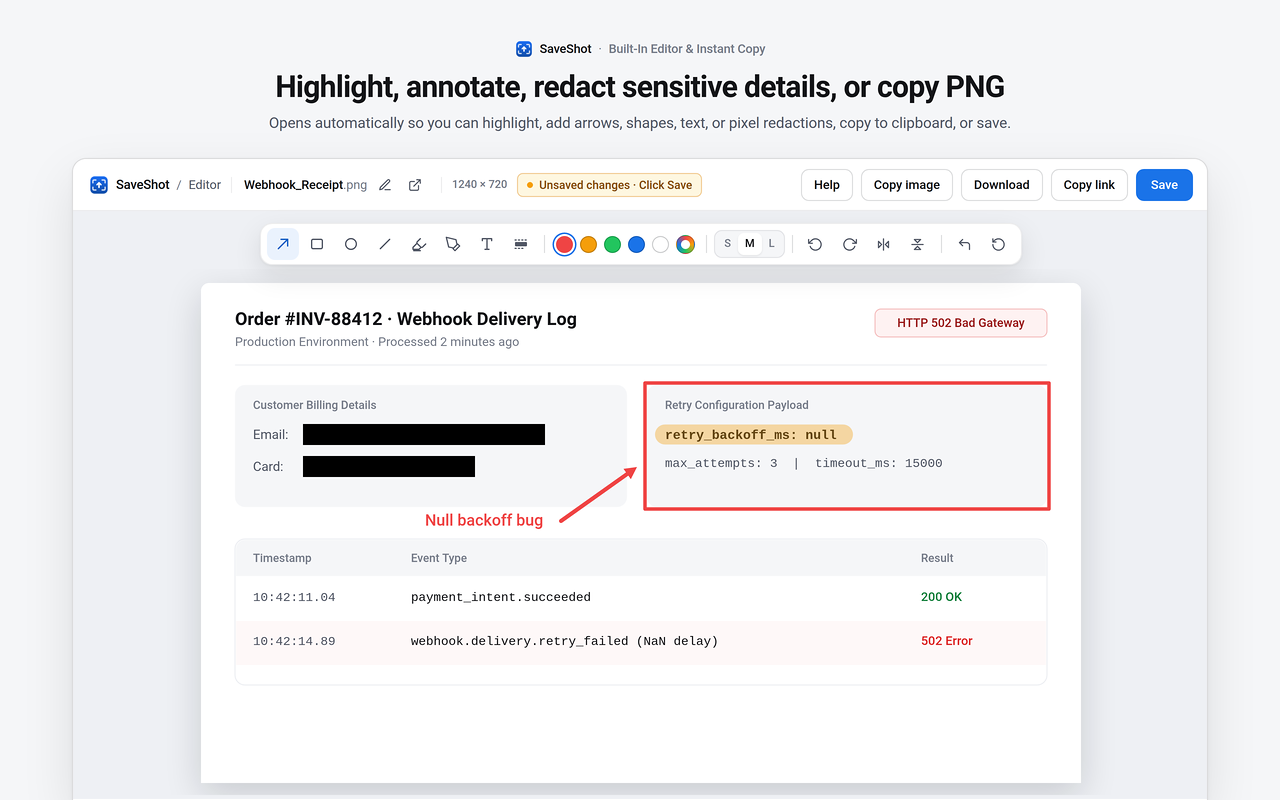 SaveShot · Built-In Editor & Instant Copy
Highlight, annotate, redact sensitive details, or copy PNG
Opens automatically so you can highlight, add arrows, shapes, text, or pixel redactions, copy to clipboard, or save.
SaveShot / Editor Webhook_Receipt.png 1240 × 720 Unsaved changes · Click Save Help Copy image Download Copy link Save
T S M L
Order #INV-88412 · Webhook Delivery Log
HTTP 502 Bad Gateway
Production Environment · Processed 2 minutes ago
Customer Billing Details
Email:
Card:
Retry Configuration Payload
retry_backoff_ms: null
max_attempts: 3 | timeout_ms: 15000
Null backoff bug
Timestamp Event Type Result
10:42:11.04 payment_intent.succeeded 200 OK
10:42:14.89 webhook.delivery.retry_failed (NaN delay) 502 Error